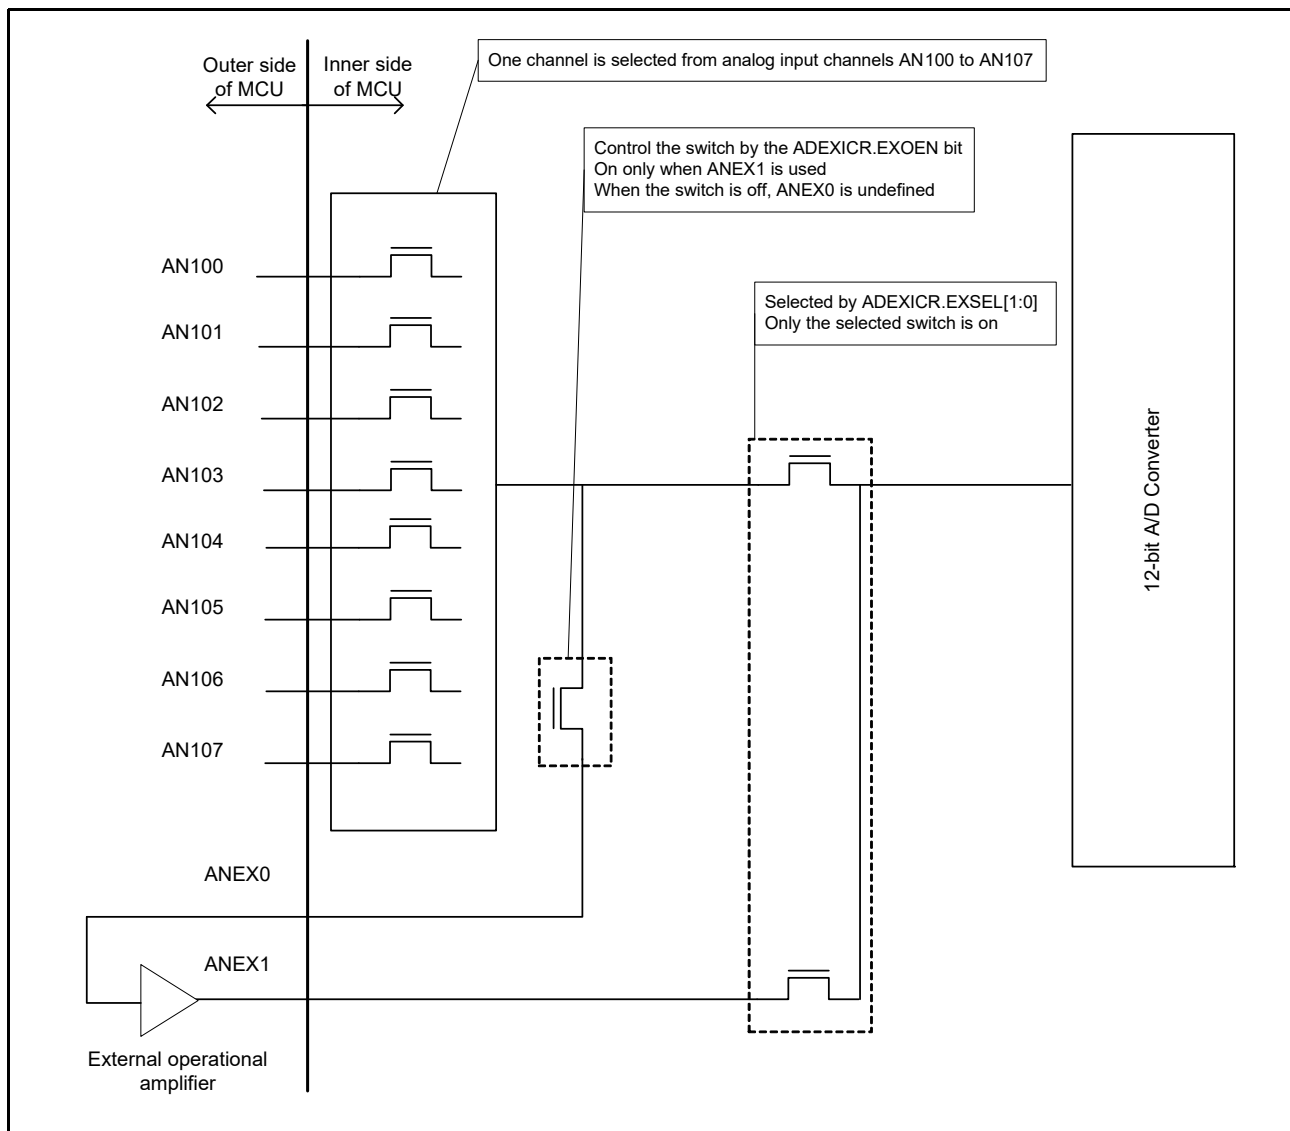 Outer side
of MCU
Inner side
of MCU
One channel is selected from analog input channels AN100 to AN107
Control the switch by the ADEXICR.EXOEN bit
On only when ANEX1 is used
When the switch is off, ANEX0 is undefined
AN100
Selected by ADEXICR.EXSEL[1:0]
Only the selected switch is on
AN101
AN102
AN103
AN104
AN105
AN106
AN107
12-bit A/D Converter
ANEX0
ANEX1
External operational
amplifier